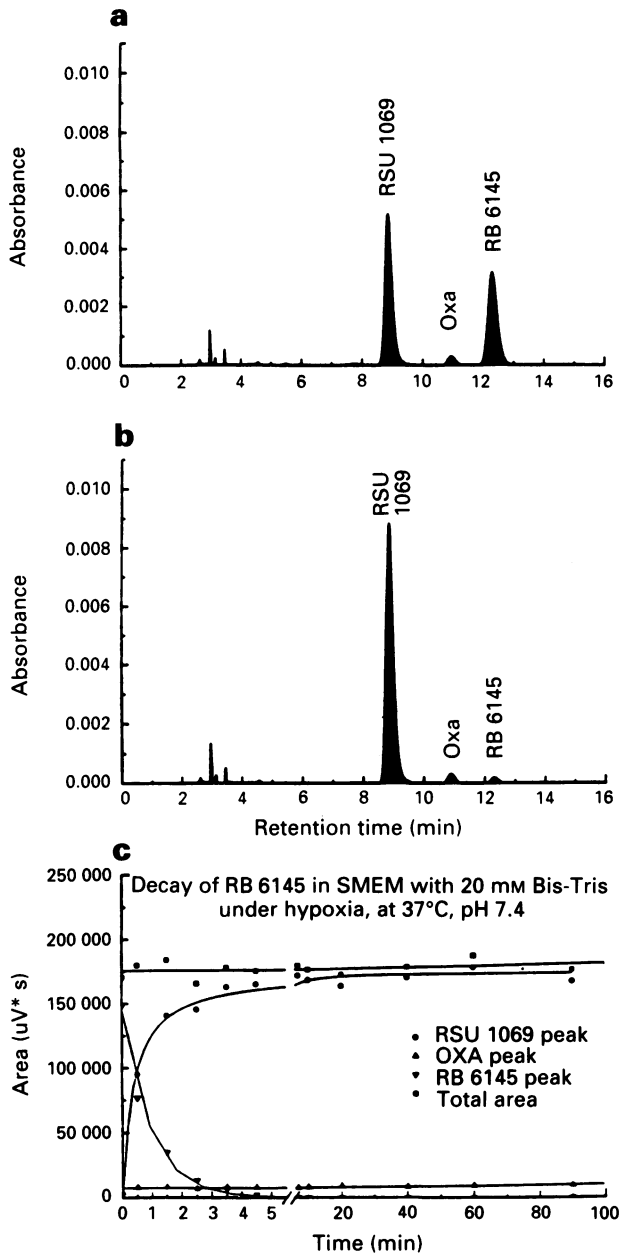 a
0.010
0.008
0.006
0.004
0.002
0.000
Absorbance
RSU 1069
Oxa
RB 6145
0 2 4 6 8 10 12 14 16
b
0.010
0.008
0.006
0.004
0.002
0.000
Absorbance
RSU
1069
Oxa
RB 6145
0 2 4 6 8 10 12 14 16
Retention time (min)
c
250 000
200 000
150 000
100 000
50 000
0
Area (uV* s)
Decay of RB 6145 in SMEM with 20 mM Bis-Tris
under hypoxia, at 37°C, pH 7.4
RSU 1069 peak
OXA peak
RB 6145 peak
Total area
0 1 2 3 4 5 20 40 60 80 100
Time (min)